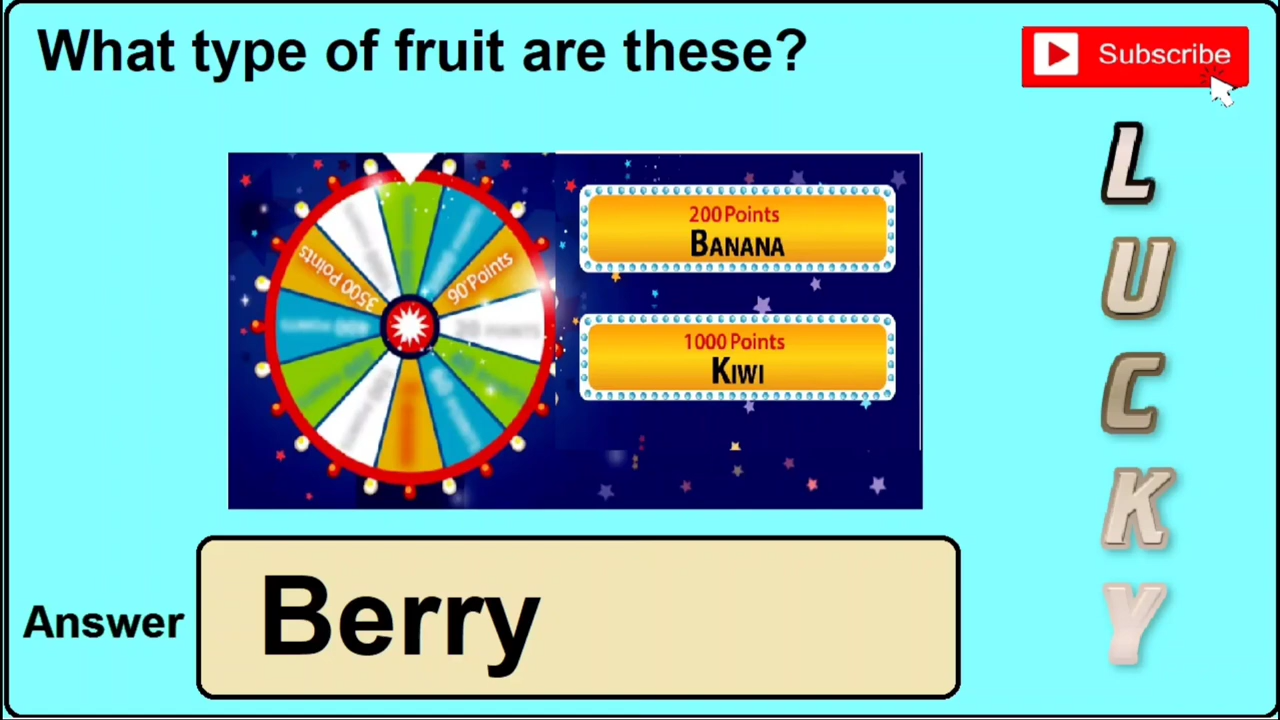 What type of fruit are these?
Subscribe
L
U
C
K
Y
3500 Points
90 Points
200 Points
BANANA
1000 Points
KIWI
Answer
Berry